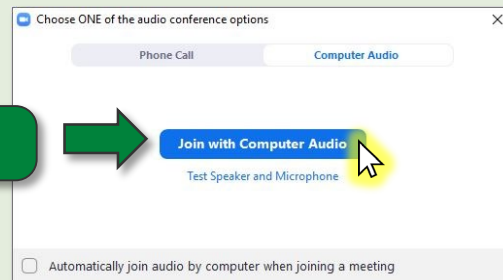 Choose ONE of the audio conference options
Phone Call
Computer Audio
Join with Computer Audio
Test Speaker and Microphone
Automatically join audio by computer when joining a meeting